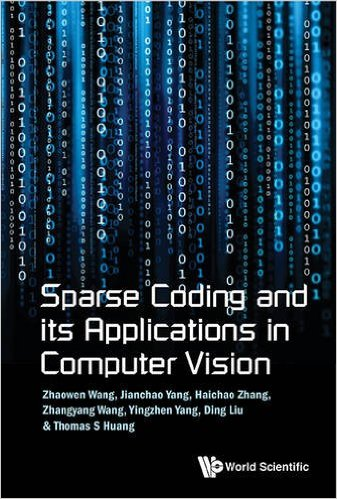 Sparse Coding and
its Applications in
Computer Vision
Zhaowen Wang, Jianchao Yang, Haichao Zhang,
Zhangyang Wang, Yingzhen Yang, Ding Liu
& Thomas S Huang
World Scientific